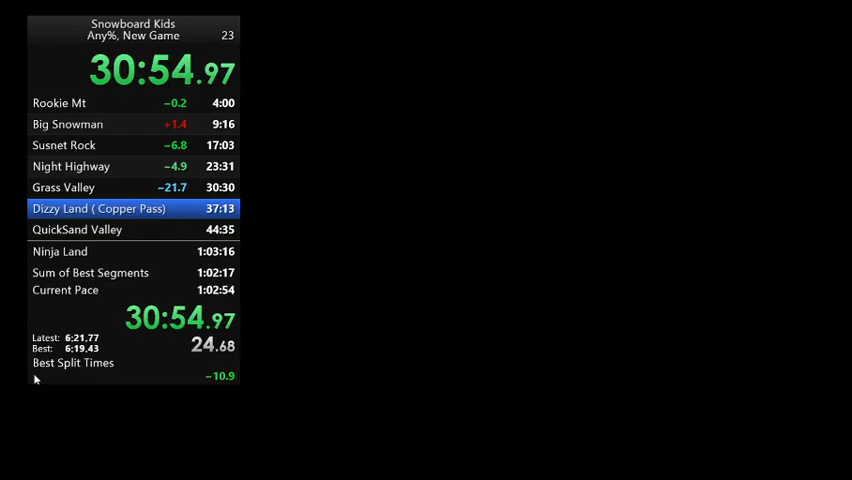 Snowboard Kids
Any%, New Game 23
30:54.97
Rookie Mt −0.2 4:00
Big Snowman +1.4 9:16
Susnet Rock −6.8 17:03
Night Highway −4.9 23:31
Grass Valley −21.7 30:30
Dizzy Land ( Copper Pass) 37:13
QuickSand Valley 44:35
Ninja Land 1:03:16
Sum of Best Segments 1:02:17
Current Pace 1:02:54
30:54.97
Latest: 6:21.77
Best: 6:19.43 24.68
Best Split Times
−10.9